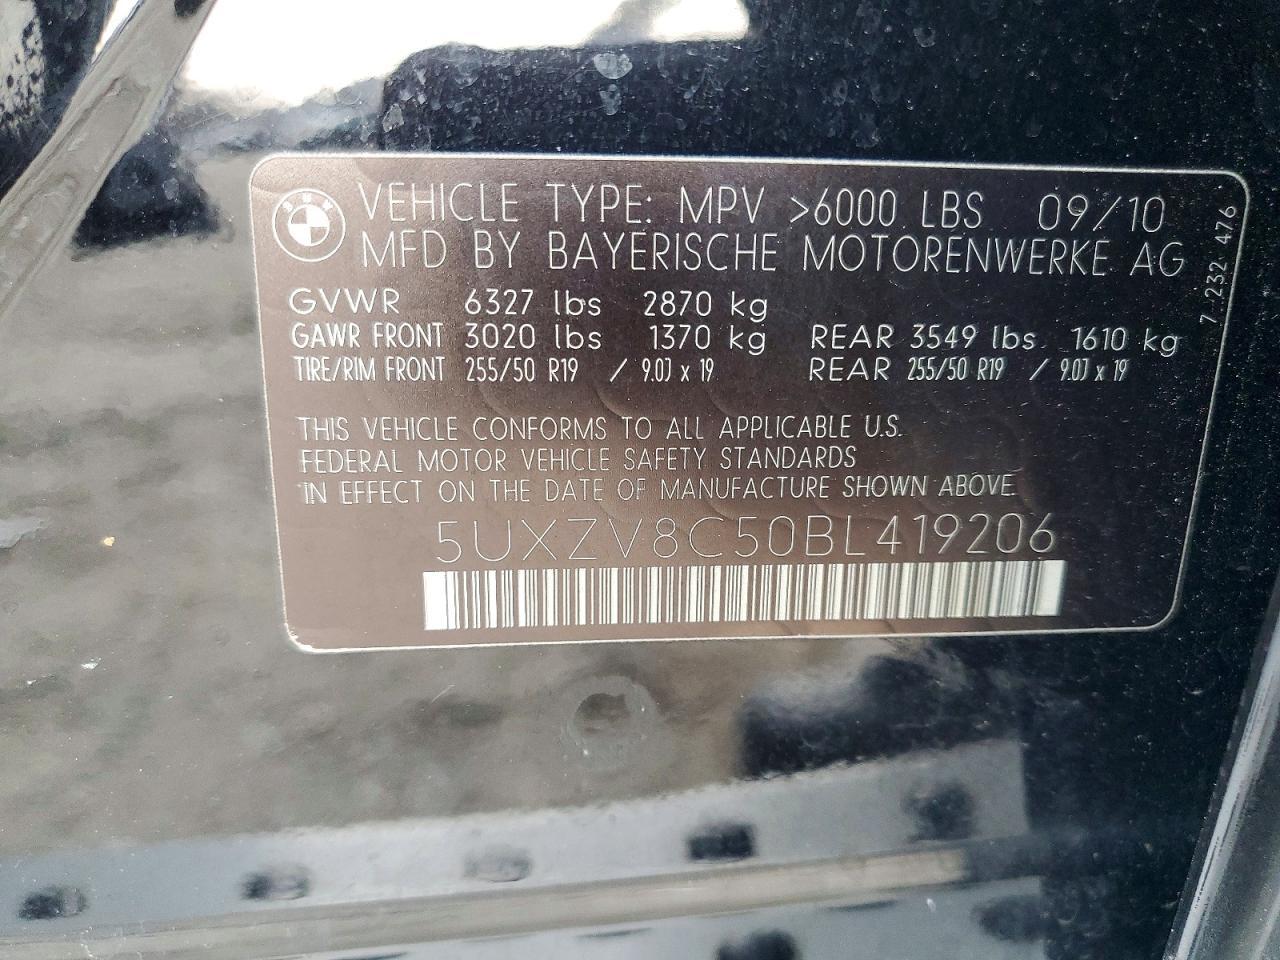 BMW
VEHICLE TYPE: MPV >6000 LBS 09/10
MFD BY BAYERISCHE MOTORENWERKE AG
GVWR 6327 lbs 2870 kg
GAWR FRONT 3020 lbs 1370 kg REAR 3549 lbs 1610 kg
TIRE/RIM FRONT 255/50 R19 / 9.0J x 19 REAR 255/50 R19 / 9.0J x 19
THIS VEHICLE CONFORMS TO ALL APPLICABLE U.S.
FEDERAL MOTOR VEHICLE SAFETY STANDARDS
IN EFFECT ON THE DATE OF MANUFACTURE SHOWN ABOVE.
5UXZV8C50BL419206
7 232 476